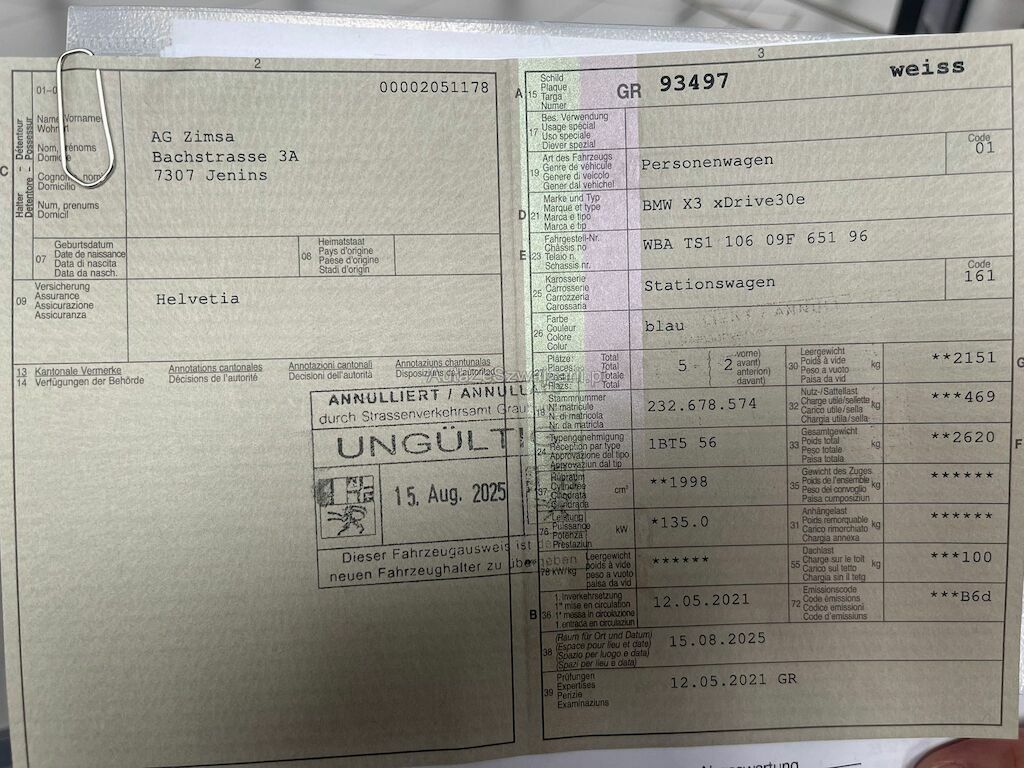 2
00002051178
C
Halter - Détenteur
Detentore - Possessur
Name Vorname
Nom, prénoms
Num, prenums
Domicil
Domicilio
AG Zimsa
Bachstrasse 3A
7307 Jenins
07
Geburtsdatum
Date de naissance
Data di nascita
Data da nasch.
08
Heimatstaat
Pays d'origine
Paese d'origine
Stadi d'origin
09
Versicherung
Assurance
Assicurazione
Assicuranza
Helvetia
13 Kantonale Vermerke
14 Verfügungen der Behörde
Annotations cantonales
Décisions de l'autorité
Annotazioni cantonali
Decisioni dell'autorità
Annotaziuns chantunalas
Disposiziuns de l'autoritad
ANNULLIERT / ANNULLA
durch Strassenverkehrsamt
UNGÜLTI
15. Aug. 2025
Dieser Fahrzeugausweis ist
neuen Fahrzeughalter zu übergeben
3
A 15
Schild
Plaque
Targa
Numer
GR 93497 weiss
17
Bes. Verwendung
Usage spécial
Uso speciale
Diever spezial
19
Art des Fahrzeugs
Genre de véhicule
Genere di veicolo
Gener dal vehichel
Personenwagen
Code
01
D 21
Marke und Typ
Marque et type
Marca e tipo
Marca e tip
BMW X3 xDrive30e
E 23
Fahrgestell-Nr.
Châssis no
Telaio n.
Schassis nr.
WBA TS1 106 09F 651 96
25
Karosserie
Carrosserie
Carrozzeria
Carossaria
Stationswagen
Code
161
26
Farbe
Couleur
Colore
Colur
blau
Plätze: Total
Places: Total
Totale
Plazs: Totale
5 - { 2
vorne)
avant)
anteriori)
davant)
30
Leergewicht
Poids à vide
Peso a vuoto
Paisa da vid
**2151
G
18
Stammnummer
N° matricule
N. di matricola
Nr. da matricla
232.678.574
32
Nutz-/Sattellast
Charge utile/sellette
Carico utile/sella
Chargia utila/sella
kg
***469
24
Typengenehmigung
Réception par type
Approvazione del tipo
Approvaziun dal tip
1BT5 56
33
Gesamtgewicht
Poids total
Peso totale
Paisa totala
kg
**2620
F
37
Hubraum
Cylindrée
Cilindrata
cm³
**1998
35
Gewicht des Zuges
Poids de l'ensemble
Peso del convoglio
Paisa cumposiziun
kg
******
76
Leistung
Puissance
Potenza
Prestaziun
kW
*135.0
31
Anhängelast
Poids remorquable
Carico rimorchiato
Chargia annexa
kg
******
78 kW/kg
Leergewicht
poids à vide
peso a vuoto
paisa da vid
******
55
Dachlast
Charge sur le toit
Carico sul tetto
Chargia sin il tetg
kg
***100
B 36
1. Inverkehrsetzung
1re mise en circulation
1a messa in circolazione
1. entrada en circulaziun
12.05.2021
72
Emissionscode
Code émissions
Codice emissioni
Code d'emissiuns
***B6d
38
(Raum für Ort und Datum)
(Espace pour lieu et date)
(Spazio per luogo e data)
(Spazi per lieu e data)
15.08.2025
39
Prüfungen
Expertises
Perizie
Examinaziuns
12.05.2021 GR